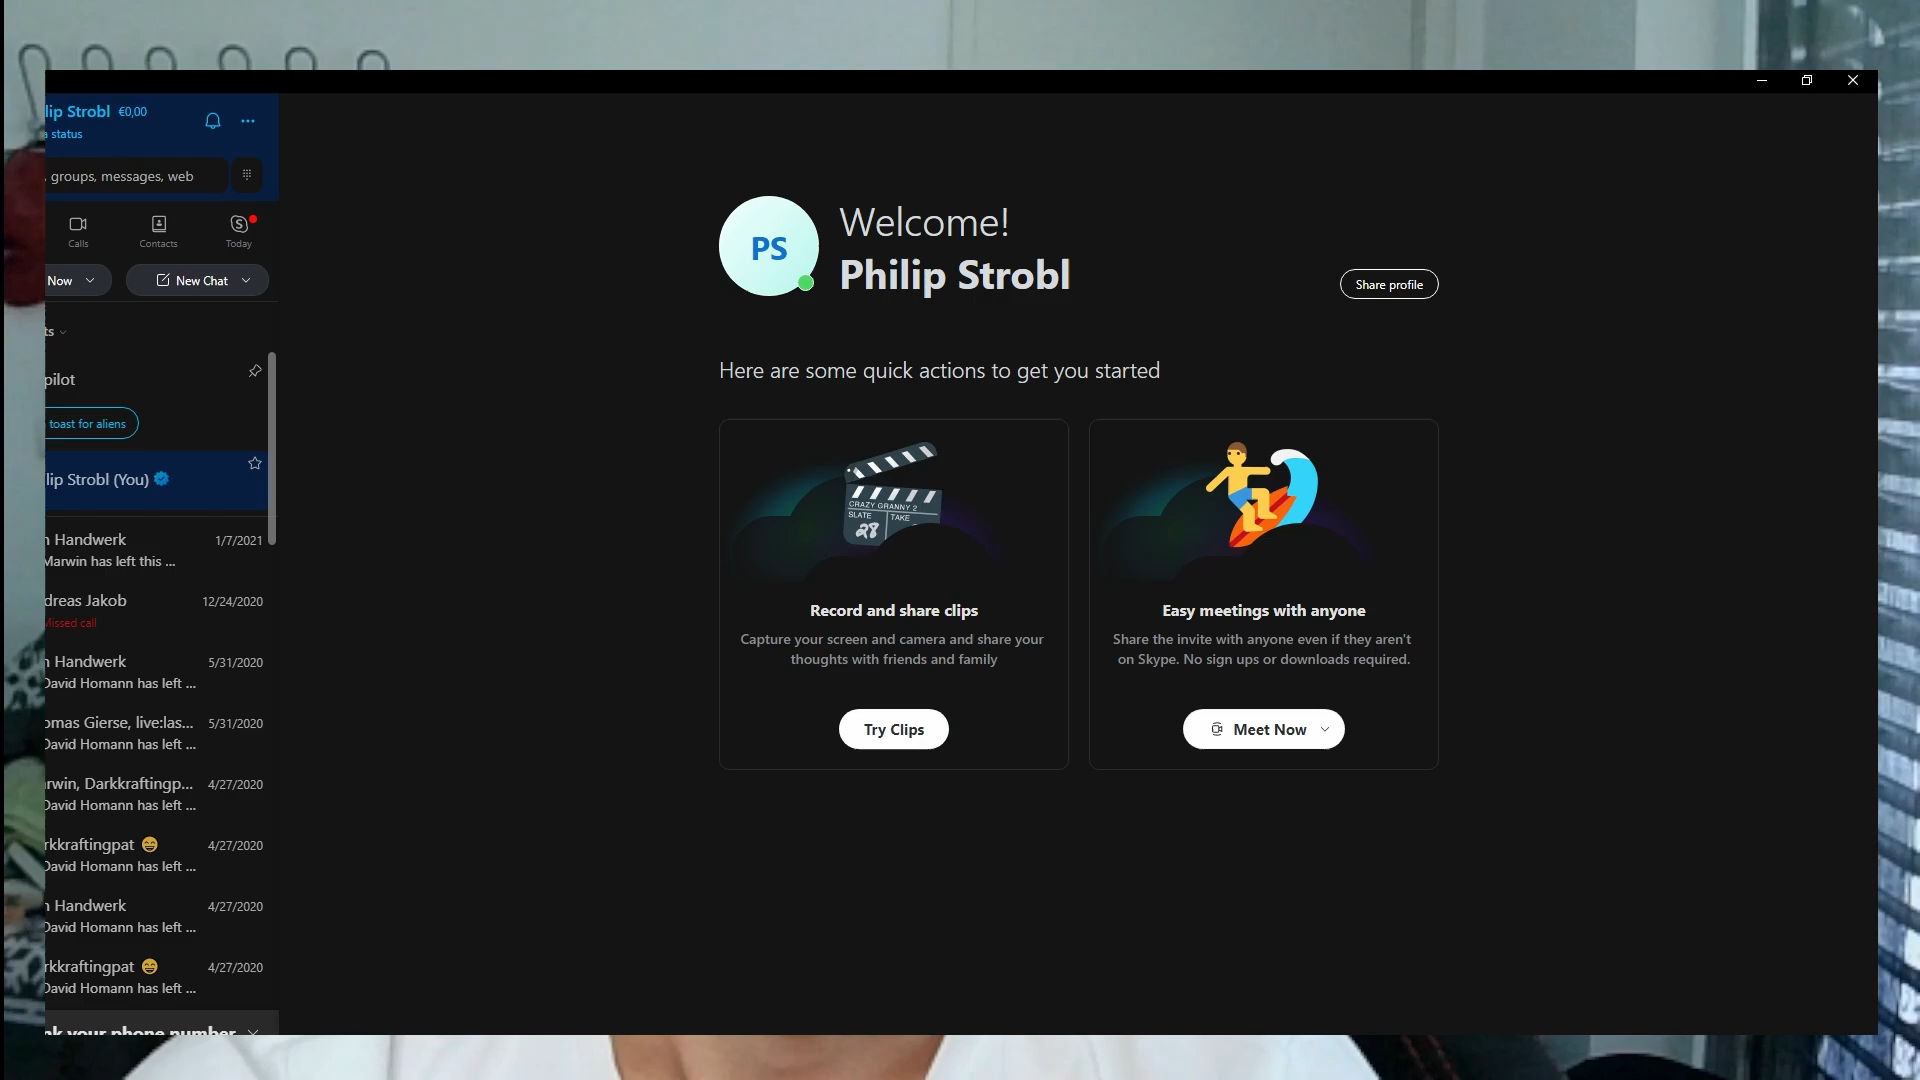 lip Strobl €0,00
status
groups, messages, web
Calls
Contacts
Today
Now
New Chat
ts
pilot
toast for aliens
lip Strobl (You)
n Handwerk 1/7/2021
Marwin has left this ...
dreas Jakob 12/24/2020
Missed call
n Handwerk 5/31/2020
David Homann has left ...
omas Gierse, live:las... 5/31/2020
David Homann has left ...
rwin, Darkkraftingp... 4/27/2020
David Homann has left ...
rkkraftingpat 😄 4/27/2020
David Homann has left ...
n Handwerk 4/27/2020
David Homann has left ...
rkkraftingpat 😄 4/27/2020
David Homann has left ...
nk your phone number
PS
Welcome!
Philip Strobl
Share profile
Here are some quick actions to get you started
CRAZY GRANNY 2
SLATE TAKE
28
Record and share clips
Capture your screen and camera and share your
thoughts with friends and family
Try Clips
Easy meetings with anyone
Share the invite with anyone even if they aren't
on Skype. No sign ups or downloads required.
Meet Now